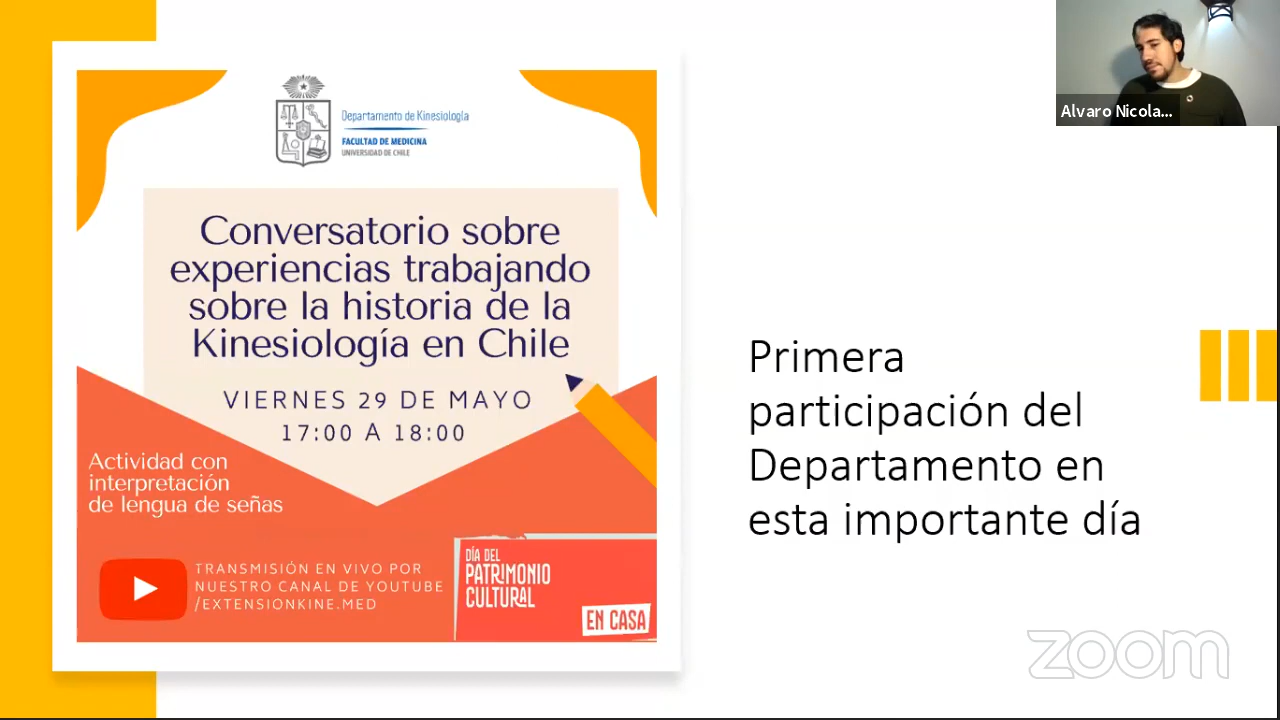 Departamento de Kinesiología
FACULTAD DE MEDICINA
UNIVERSIDAD DE CHILE
Conversatorio sobre
experiencias trabajando
sobre la historia de la
Kinesiología en Chile
VIERNES 29 DE MAYO
17:00 A 18:00
Actividad con
interpretación
de lengua de señas
TRANSMISIÓN EN VIVO POR
NUESTRO CANAL DE YOUTUBE
/EXTENSIONKINE.MED
DÍA DEL
PATRIMONIO
CULTURAL
EN CASA
Primera
participación del
Departamento en
esta importante día
Alvaro Nicola...
zoom